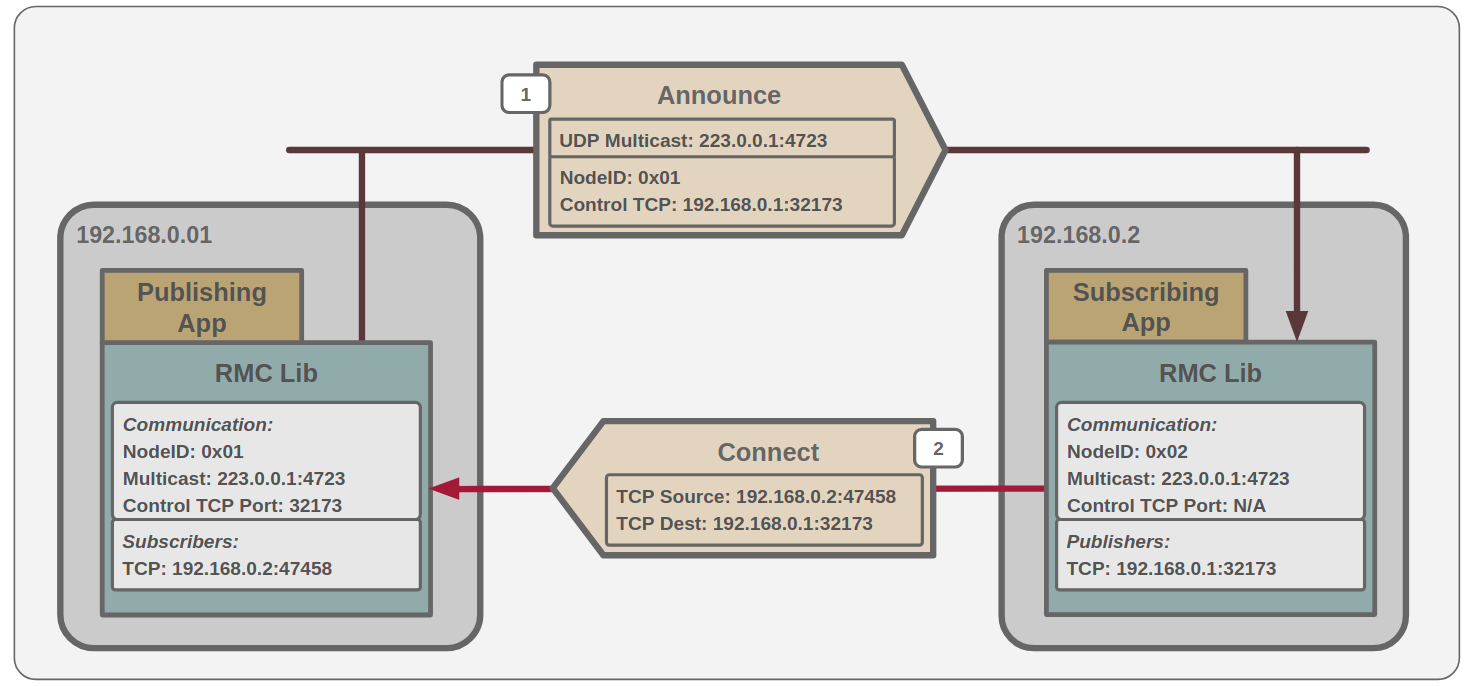 1
Announce
UDP Multicast: 223.0.0.1:4723
NodeID: 0x01
Control TCP: 192.168.0.1:32173
192.168.0.01
Publishing
App
RMC Lib
Communication:
NodeID: 0x01
Multicast: 223.0.0.1:4723
Control TCP Port: 32173
Subscribers:
TCP: 192.168.0.2:47458
2
Connect
TCP Source: 192.168.0.2:47458
TCP Dest: 192.168.0.1:32173
192.168.0.2
Subscribing
App
RMC Lib
Communication:
NodeID: 0x02
Multicast: 223.0.0.1:4723
Control TCP Port: N/A
Publishers:
TCP: 192.168.0.1:32173